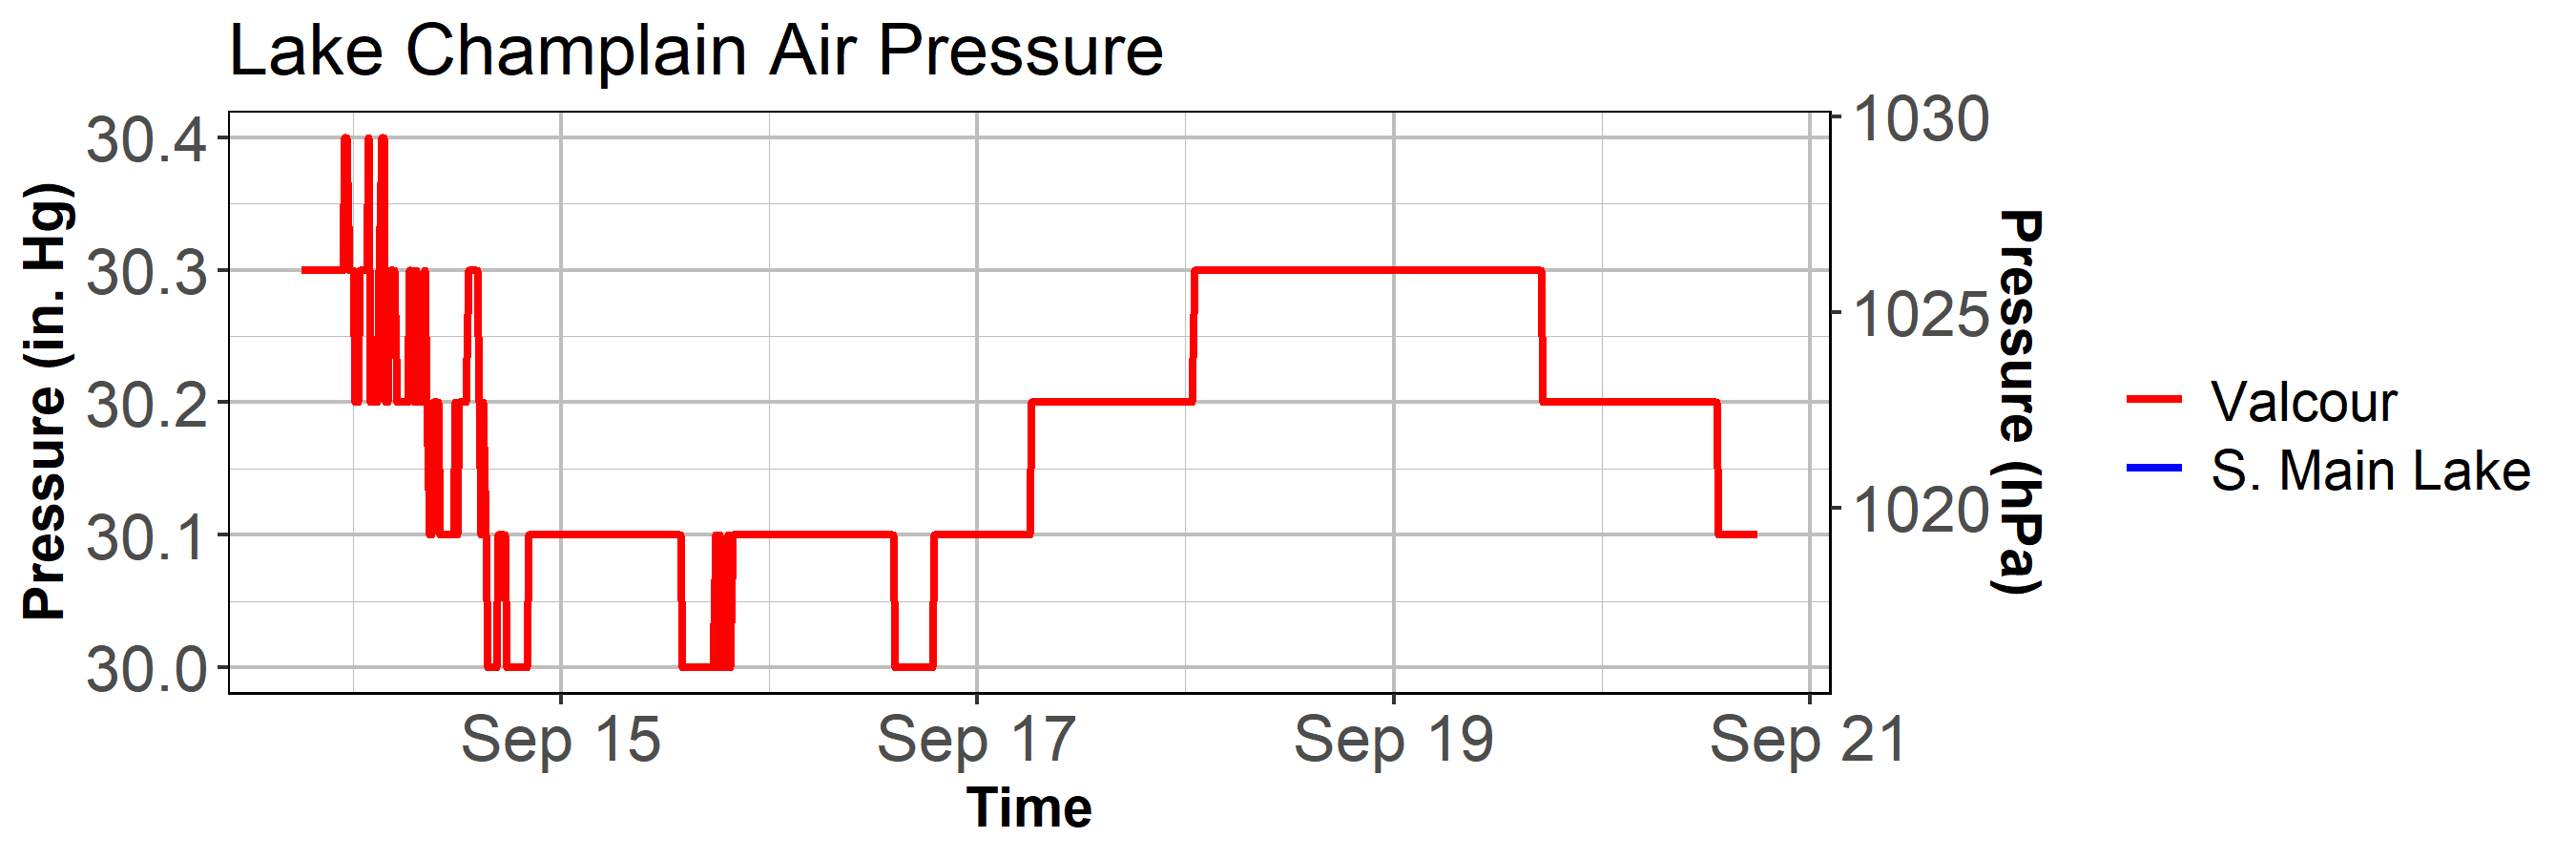 Lake Champlain Air Pressure
Pressure (in. Hg)
30.4
30.3
30.2
30.1
30.0
1030
1025
1020
Pressure (hPa)
Sep 15
Sep 17
Sep 19
Sep 21
Time
Valcour
S. Main Lake